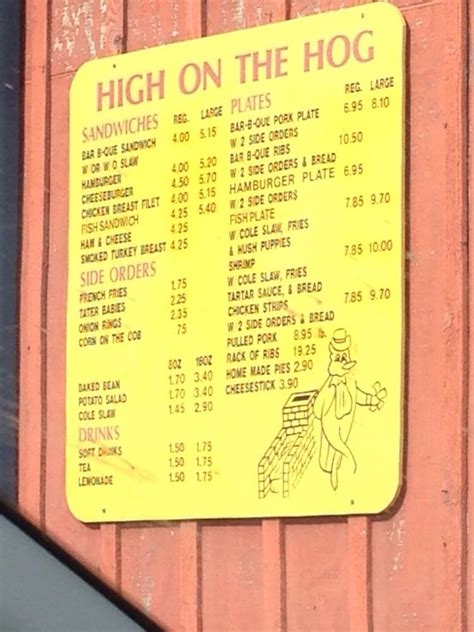 HIGH ON THE HOG
SANDWICHES REG. LARGE
BAR B-QUE SANDWICH 4.00 5.15
W OR W O SLAW
HAMBURGER 4.00 5.20
CHEESEBURGER 4.50 5.70
CHICKEN BREAST FILET 4.00 5.15
FISH SANDWICH 4.25 5.40
HAM & CHEESE 4.25
SMOKED TURKEY BREAST 4.25
SIDE ORDERS
FRENCH FRIES 1.75
TATER BABIES 2.25
ONION RINGS 2.35
CORN ON THE COB 75
8OZ 16OZ
BAKED BEAN 1.70 3.40
POTATO SALAD 1.70 3.40
COLE SLAW 1.45 2.90
DRINKS
SOFT DRINKS 1.50 1.75
TEA 1.50 1.75
LEMONADE 1.50 1.75
PLATES REG. LARGE
BAR-B-QUE PORK PLATE 6.95 8.10
W 2 SIDE ORDERS
BAR-B-QUE RIBS 10.50
W 2 SIDE ORDERS & BREAD
HAMBURGER PLATE 6.95
W 2 SIDE ORDERS
FISH PLATE 7.85 9.70
W COLE SLAW, FRIES
& HUSH PUPPIES
SHRIMP 7.85 10.00
W COLE SLAW, FRIES
TARTAR SAUCE, & BREAD
CHICKEN STRIPS 7.85 9.70
W 2 SIDE ORDERS & BREAD
PULLED PORK 8.95 lb.
RACK OF RIBS 19.25
HOME MADE PIES 2.90
CHEESESTICK 3.90